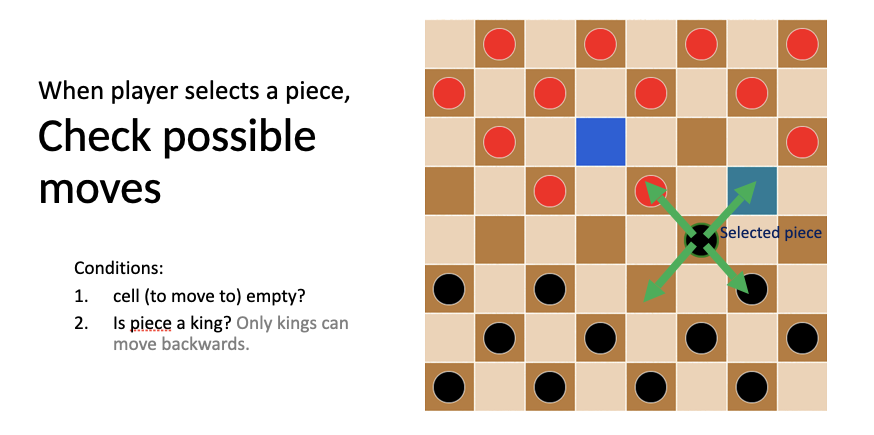 When player selects a piece,
Check possible
moves
Conditions:
1. cell (to move to) empty?
2. Is piece a king? Only kings can
move backwards.
Selected piece